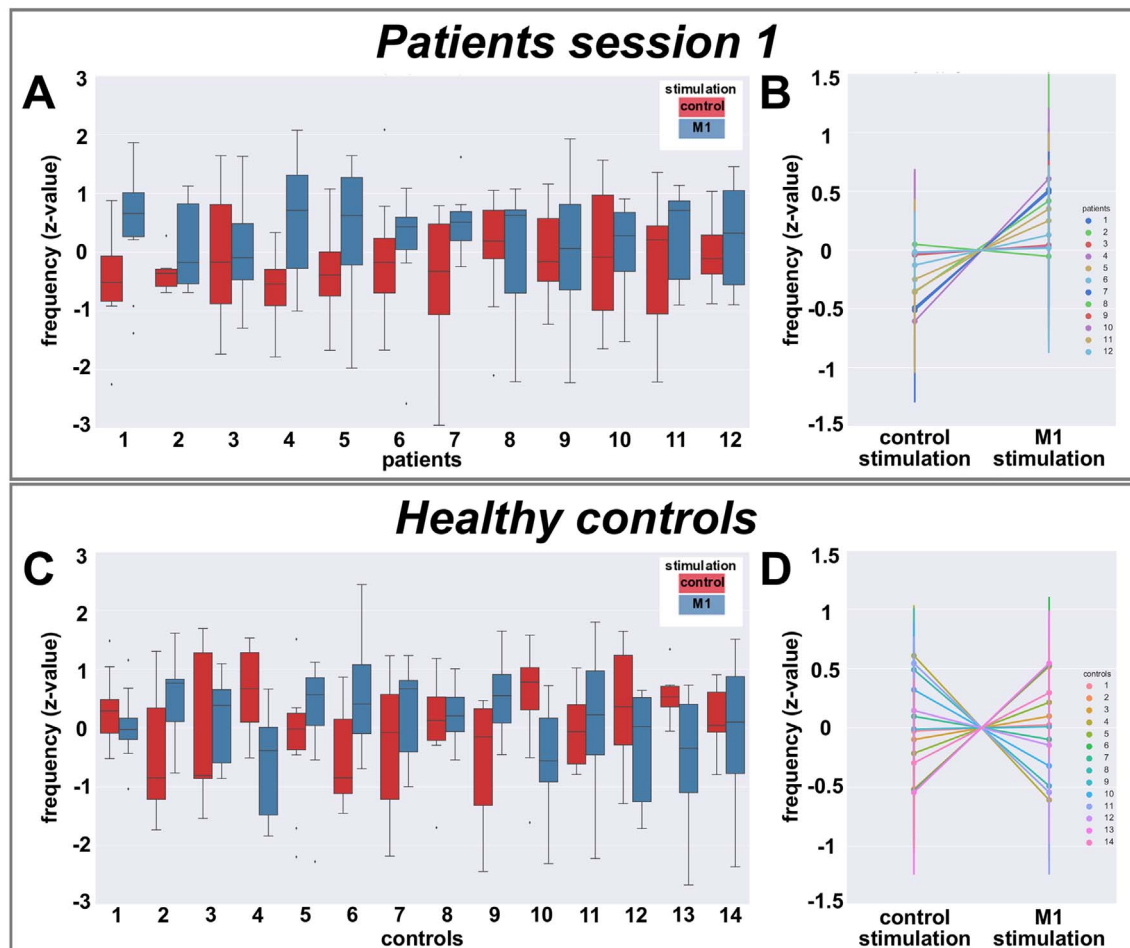 Patients session 1
A
3
2
1
0
-1
-2
-3
frequency (z-value)
stimulation
control
M1
1 2 3 4 5 6 7 8 9 10 11 12
patients
B
1.5
1
0.5
0
-0.5
-1
-1.5
frequency (z-value)
patients
1
2
3
4
5
6
7
8
9
10
11
12
control M1
stimulation stimulation
Healthy controls
C
3
2
1
0
-1
-2
-3
frequency (z-value)
stimulation
control
M1
1 2 3 4 5 6 7 8 9 10 11 12 13 14
controls
D
1.5
1
0.5
0
-0.5
-1
-1.5
frequency (z-value)
controls
1
2
3
4
5
6
7
8
9
10
11
12
13
14
control M1
stimulation stimulation